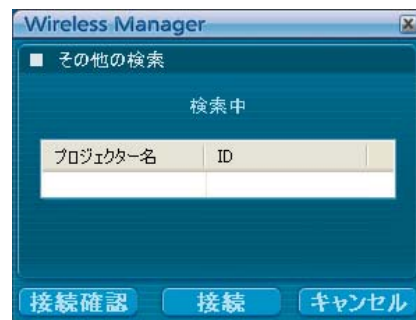 Wireless Manager
その他の検索
検索中
プロジェクター名 ID
接続確認 接続 キャンセル